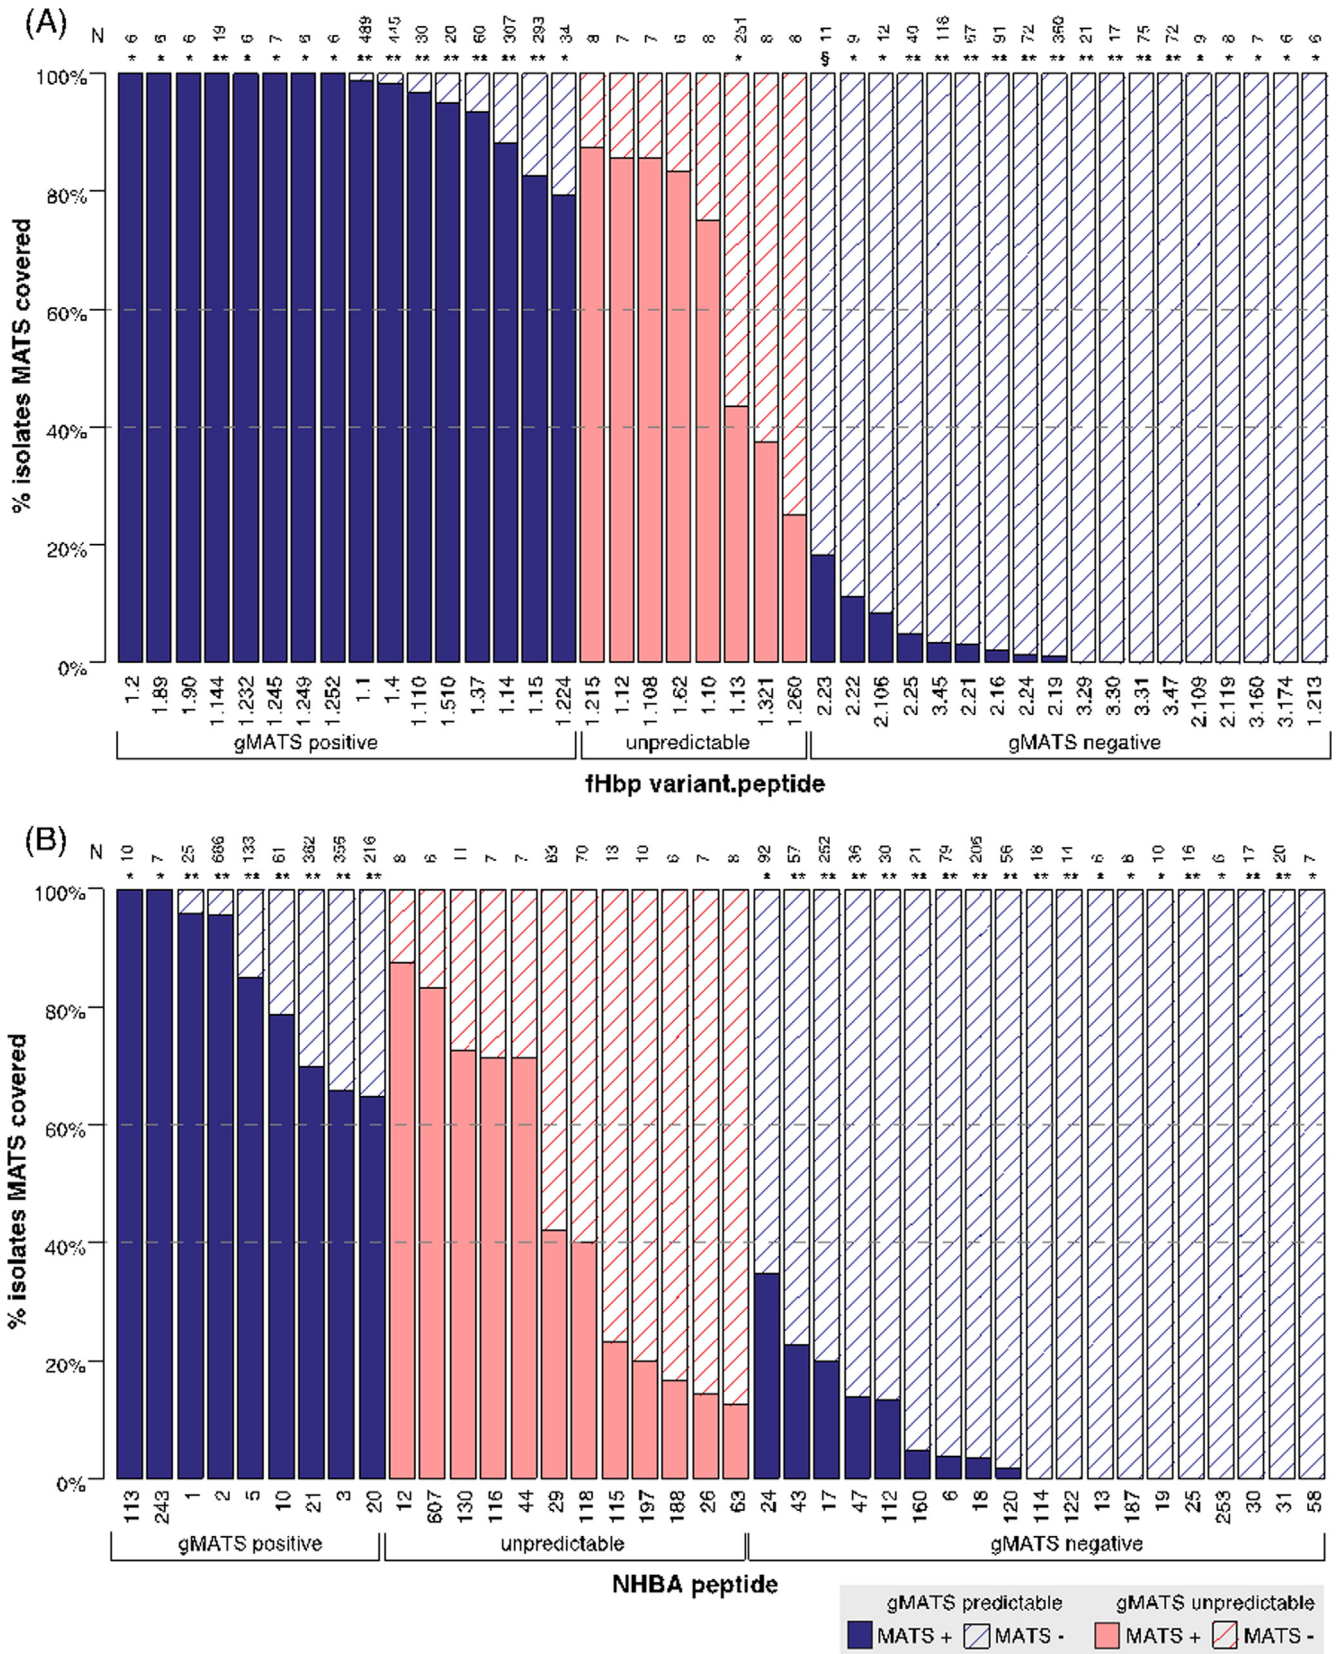 (A)
N 6 6 6 19 6 7 6 6 489 445 30 20 60 307 293 34 8 7 7 6 8 251 8 8 11 9 12 40 116 67 91 72 360 21 17 75 72 9 8 7 6 6
* * * ** * * * * ** ** ** ** ** ** ** * * § * * ** ** ** ** ** ** ** ** ** ** * * * * *
100%
80%
60%
40%
20%
0%
% isolates MATS covered
1.2 1.89 1.90 1.144 1.232 1.245 1.249 1.252 1.1 1.4 1.110 1.510 1.37 1.14 1.15 1.224 1.215 1.12 1.108 1.62 1.10 1.13 1.321 1.260 2.23 2.22 2.106 2.25 3.45 2.21 2.16 2.24 2.19 3.29 3.30 3.31 3.47 2.109 2.119 3.160 3.174 1.213
gMATS positive unpredictable gMATS negative
fHbp variant.peptide
(B)
N 10 7 25 686 133 61 382 356 216 8 6 11 7 7 83 70 13 10 6 7 8 92 57 252 36 30 21 79 206 56 18 14 6 10 16 6 17 20 7
* * ** ** ** ** ** ** ** * ** ** ** ** ** ** ** ** ** ** * * * ** * ** ** *
100%
80%
60%
40%
20%
0%
% isolates MATS covered
113 243 1 2 5 10 21 3 20 12 607 130 116 44 29 118 115 197 188 26 63 24 43 17 47 112 160 6 18 120 114 122 13 187 19 25 253 30 31 58
gMATS positive unpredictable gMATS negative
NHBA peptide
gMATS predictable gMATS unpredictable
MATS + MATS - MATS + MATS -